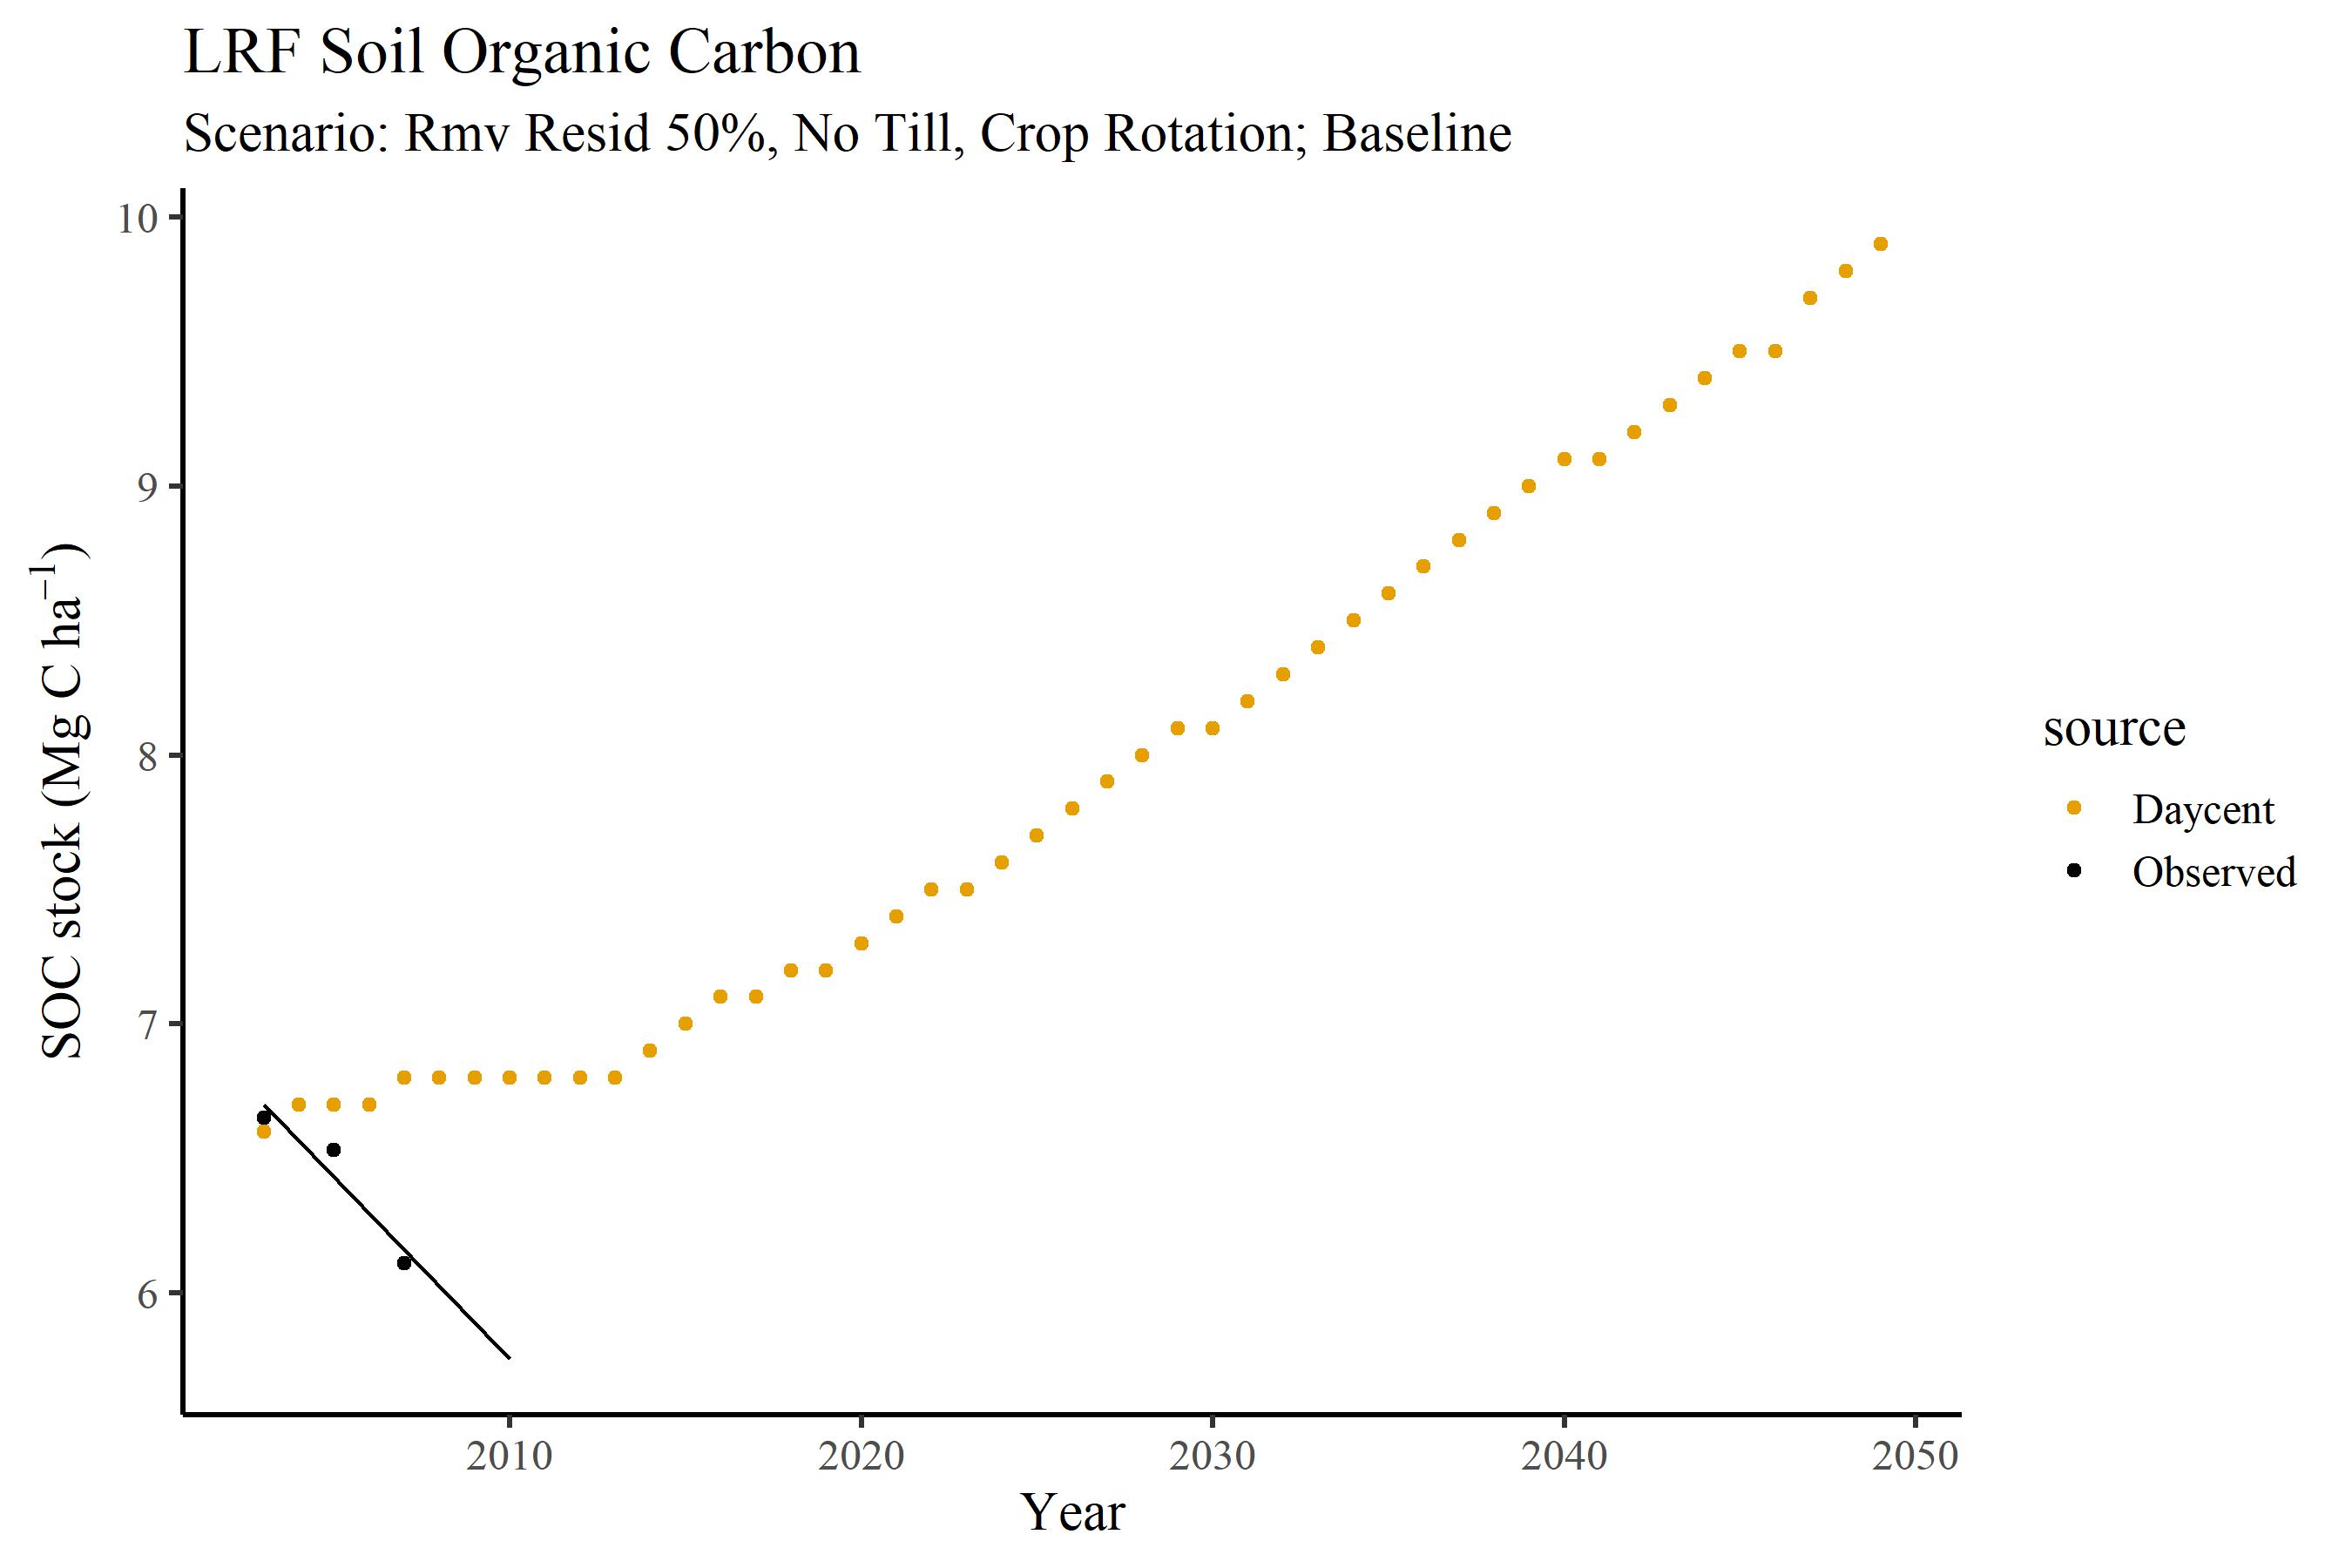 LRF Soil Organic Carbon
Scenario: Rmv Resid 50%, No Till, Crop Rotation; Baseline
10
9
8
7
6
SOC stock (Mg C ha⁻¹)
2010 2020 2030 2040 2050
Year
source
Daycent
Observed